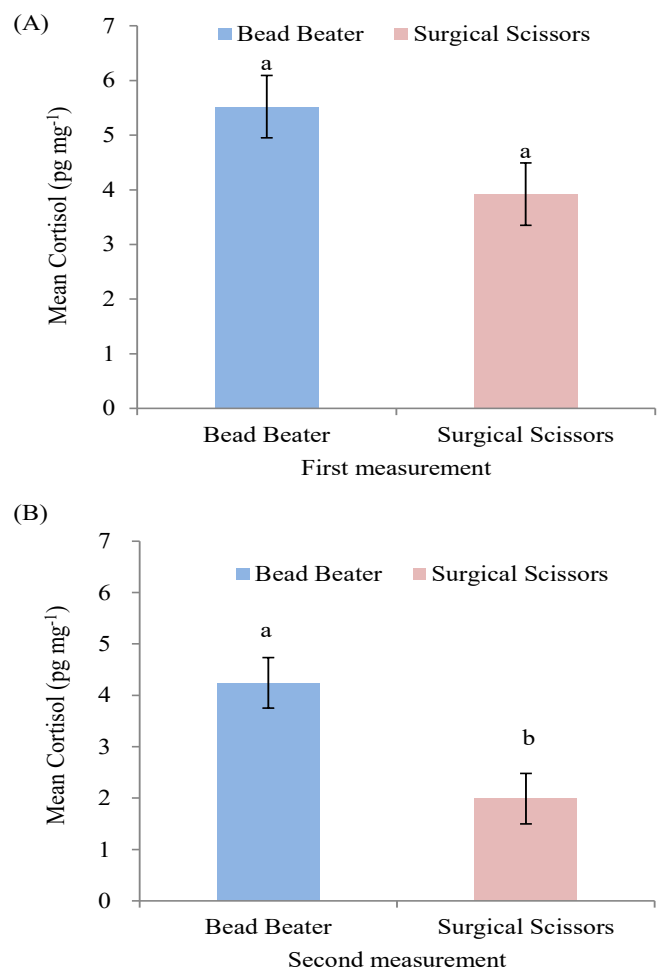 (A)
7
6
5
4
3
2
1
0
Mean Cortisol (pg mg-1)
Bead Beater Surgical Scissors
a
a
Bead Beater Surgical Scissors
First measurement
(B)
7
6
5
4
3
2
1
0
Mean Cortisol (pg mg-1)
Bead Beater Surgical Scissors
a
b
Bead Beater Surgical Scissors
Second measurement